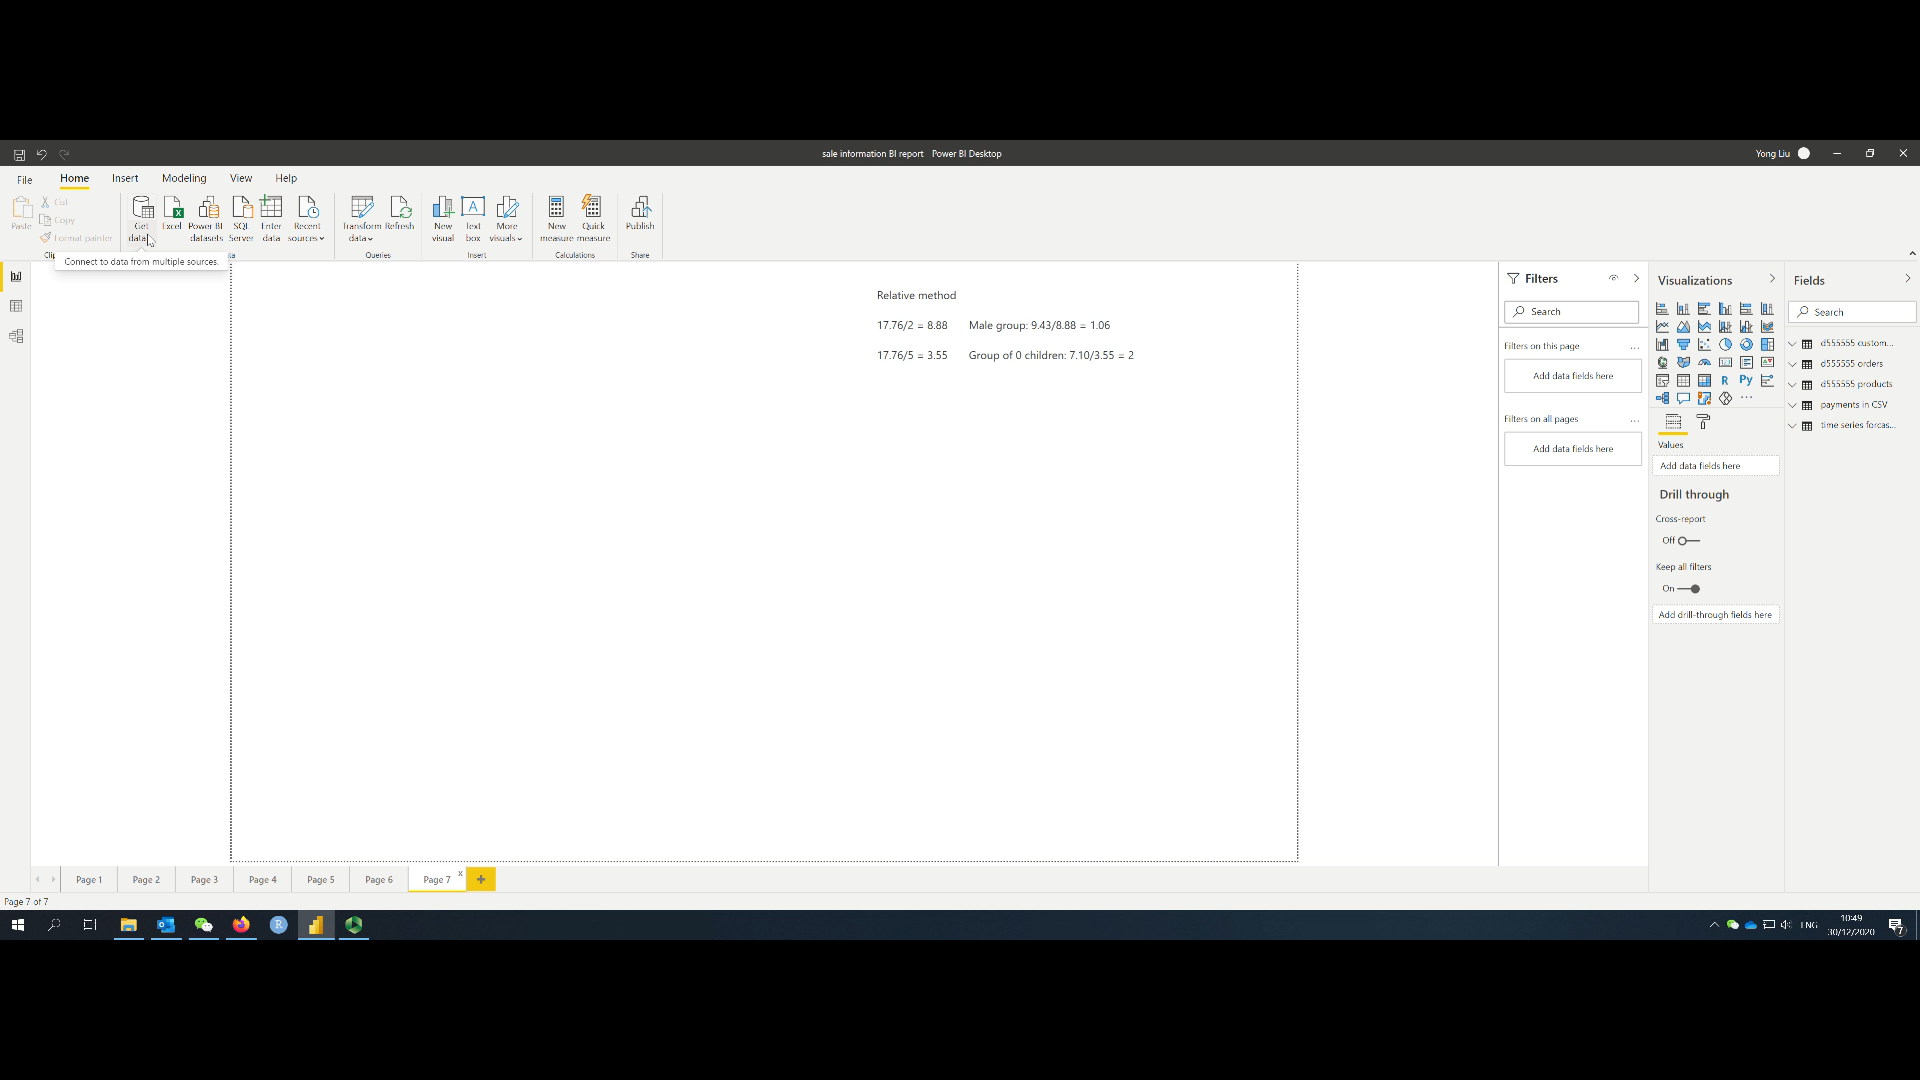 sale information BI report   Power BI Desktop
Yong Liu
File
Home
Insert
Modeling
View
Help
Paste
Cut
Copy
Format painter
Get data
Excel
Power BI datasets
SQL Server
Enter data
Recent sources
Transform data
Refresh
New visual
Text box
More visuals
New measure
Quick measure
Publish
Queries
Insert
Calculations
Share
Connect to data from multiple sources.
Relative method
17.76/2 = 8.88   Male group: 9.43/8.88 = 1.06
17.76/5 = 3.55   Group of 0 children: 7.10/3.55 = 2
Filters
Search
Filters on this page
...
Add data fields here
Filters on all pages
...
Add data fields here
Visualizations
R
Py
...
Values
Add data fields here
Drill through
Cross-report
Off
Keep all filters
On
Add drill-through fields here
Fields
Search
d555555 custom...
d555555 orders
d555555 products
payments in CSV
time series forcas...
Page 1
Page 2
Page 3
Page 4
Page 5
Page 6
Page 7
x
+
Page 7 of 7
R
ENG
10:49
30/12/2020
7